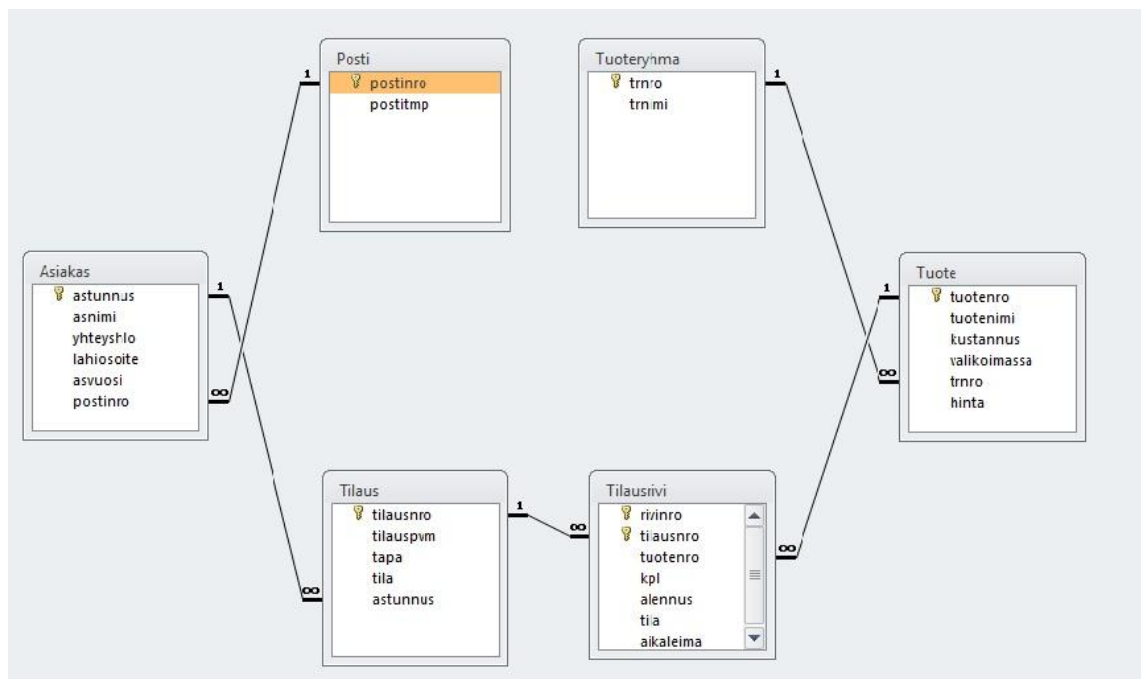 Posti
postinro
postitmp
Tuoteryhma
trnro
trnimi
Asiakas
astunnus
asnimi
yhteyshlo
lahiosoite
asvuosi
postinro
Tuote
tuotenro
tuotenimi
kustannus
valikoimassa
trnro
hinta
Tilaus
tilausnro
tilauspvm
tapa
tila
astunnus
Tilausrivi
rivinro
tilausnro
tuotenro
kpl
alennus
tila
aikaleima
1
∞
1
∞
1
∞
1
∞
1
∞